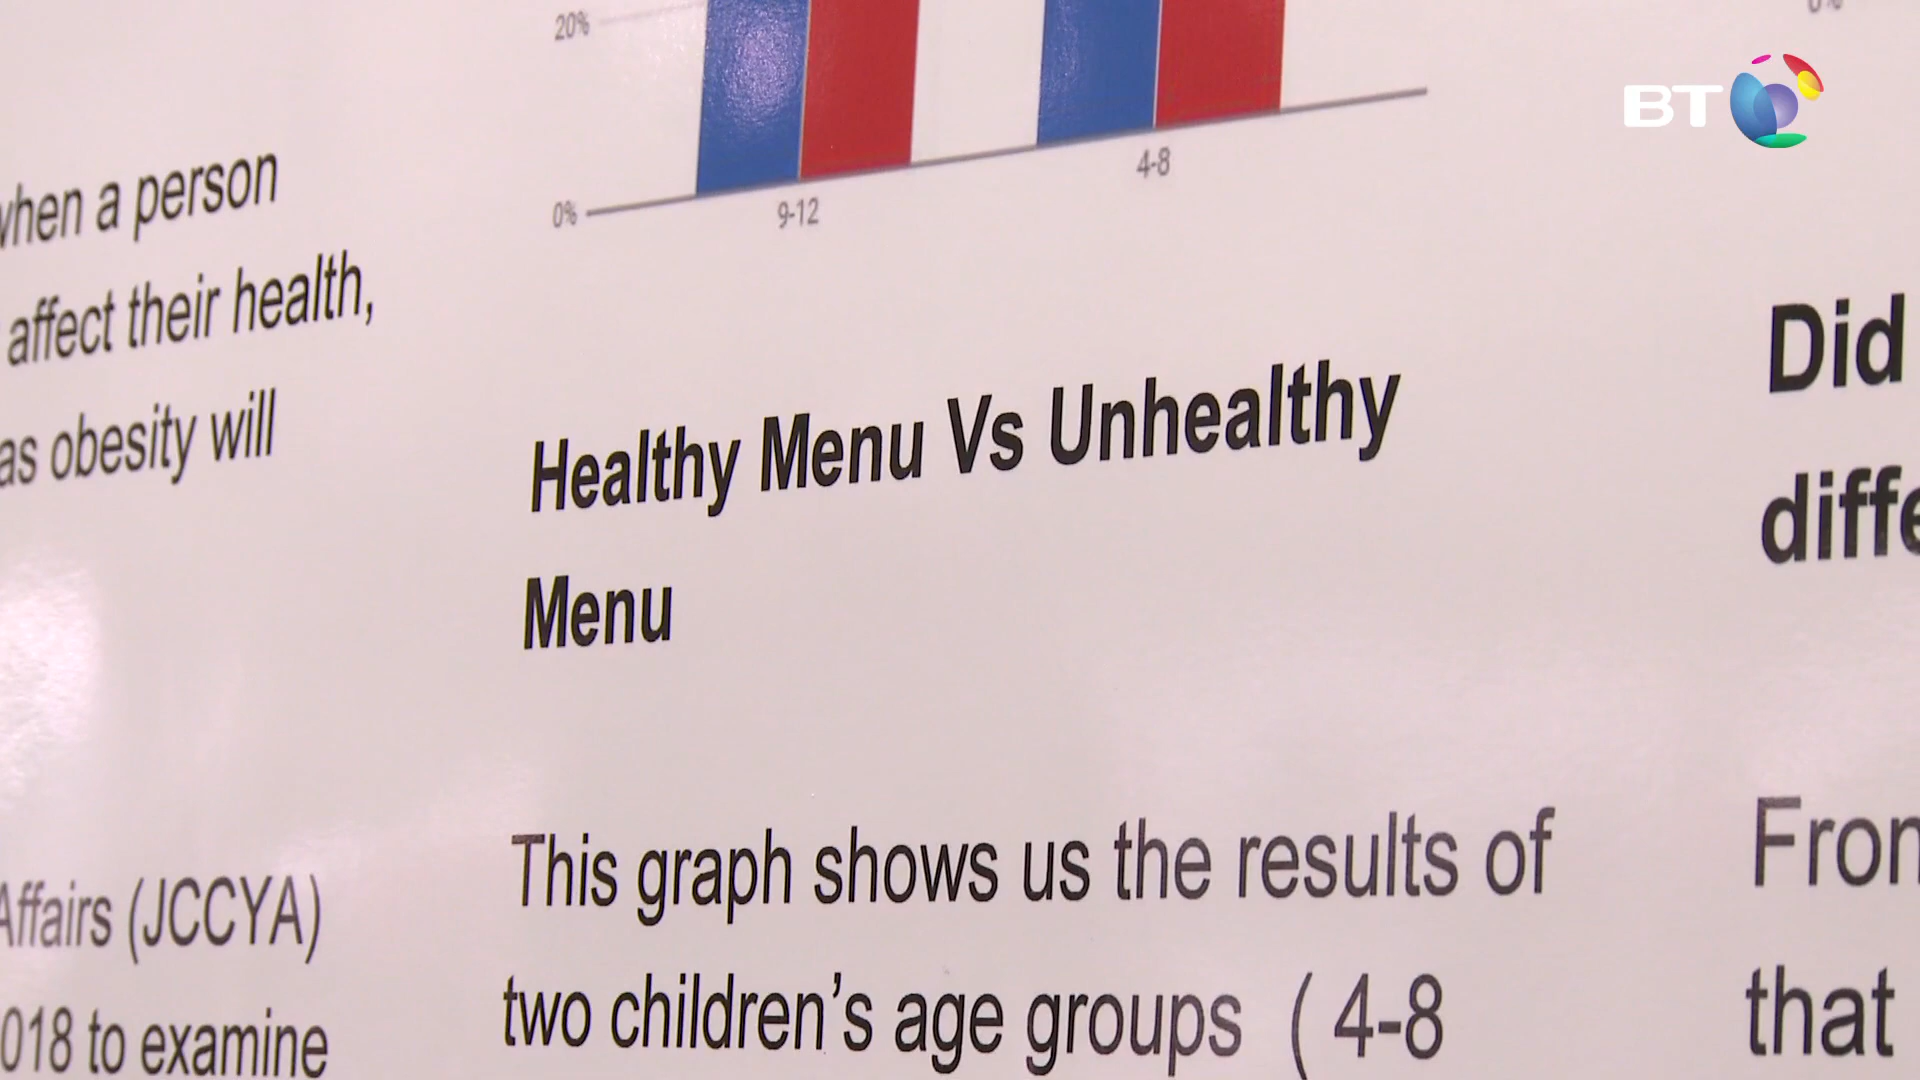 when a person
affect their health,
as obesity will
Affairs (JCCYA)
018 to examine
20%
0%
9-12
4-8
Healthy Menu Vs Unhealthy
Menu
This graph shows us the results of
two children's age groups ( 4-8
0%
BT
Did
diffe
From
that